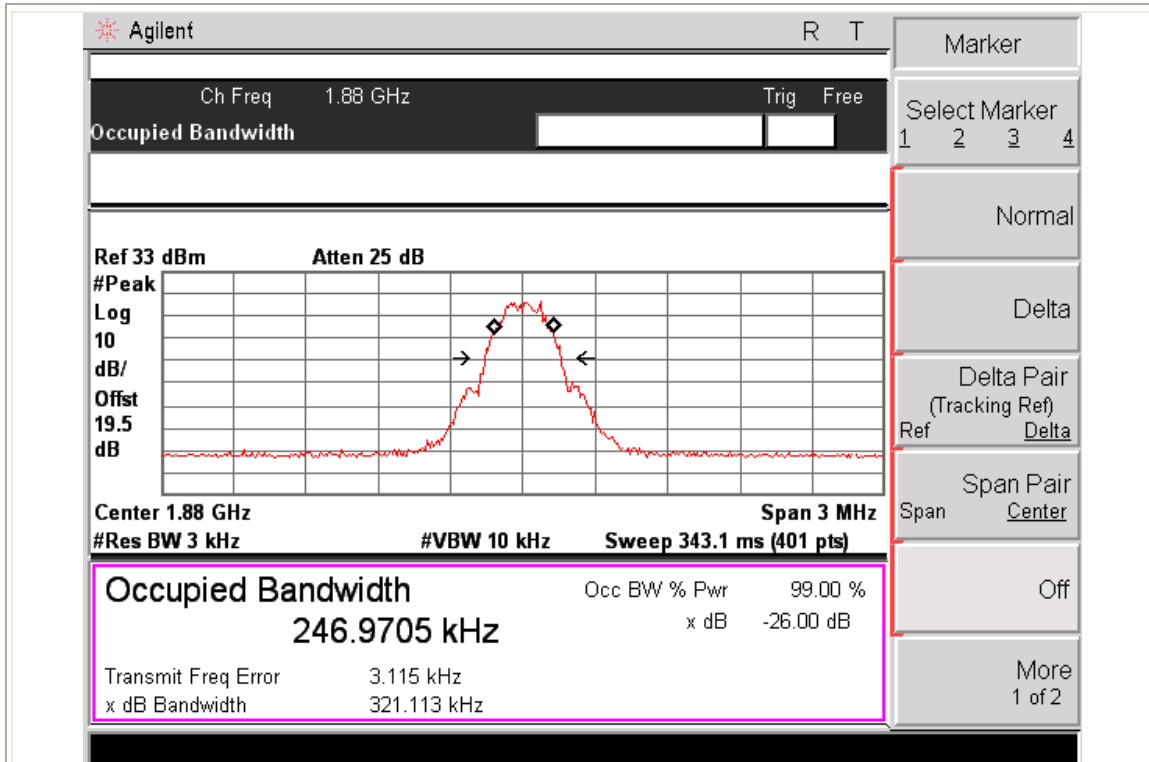 Agilent R T
Ch Freq 1.88 GHz Trig Free
Occupied Bandwidth
Ref 33 dBm Atten 25 dB
#Peak
Log
10
dB/
Offst
19.5
dB
Center 1.88 GHz Span 3 MHz
#Res BW 3 kHz #VBW 10 kHz Sweep 343.1 ms (401 pts)
Occupied Bandwidth
246.9705 kHz
Occ BW % Pwr 99.00 %
x dB -26.00 dB
Transmit Freq Error 3.115 kHz
x dB Bandwidth 321.113 kHz
Marker
Select Marker
1 2 3 4
Normal
Delta
Delta Pair
(Tracking Ref)
Ref Delta
Span Pair
Span Center
Off
More
1 of 2